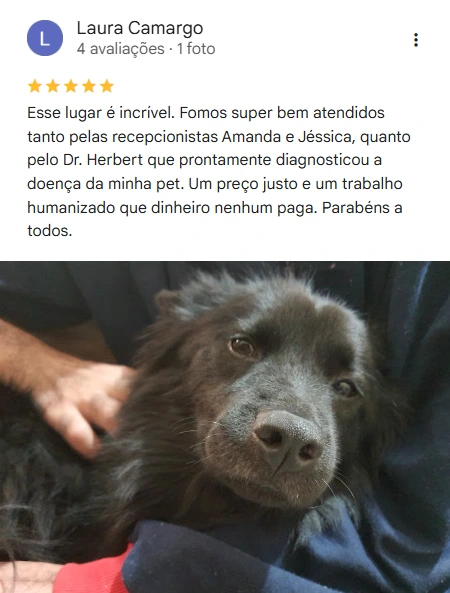 L
Laura Camargo
4 avaliações · 1 foto
Esse lugar é incrível. Fomos super bem atendidos
tanto pelas recepcionistas Amanda e Jéssica, quanto
pelo Dr. Herbert que prontamente diagnosticou a
doença da minha pet. Um preço justo e um trabalho
humanizado que dinheiro nenhum paga. Parabéns a
todos.